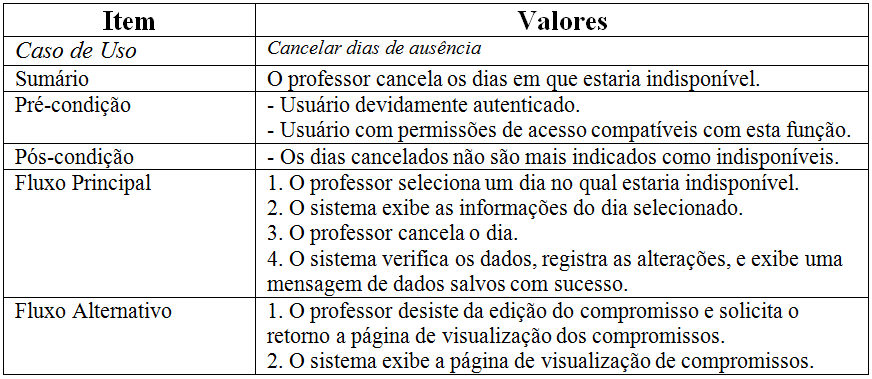 Item Valores
Caso de Uso Cancelar dias de ausência
Sumário O professor cancela os dias em que estaria indisponível.
Pré-condição - Usuário devidamente autenticado.
- Usuário com permissões de acesso compatíveis com esta função.
Pós-condição - Os dias cancelados não são mais indicados como indisponíveis.
Fluxo Principal 1. O professor seleciona um dia no qual estaria indisponível.
2. O sistema exibe as informações do dia selecionado.
3. O professor cancela o dia.
4. O sistema verifica os dados, registra as alterações, e exibe uma
mensagem de dados salvos com sucesso.
Fluxo Alternativo 1. O professor desiste da edição do compromisso e solicita o
retorno a página de visualização dos compromissos.
2. O sistema exibe a página de visualização de compromissos.